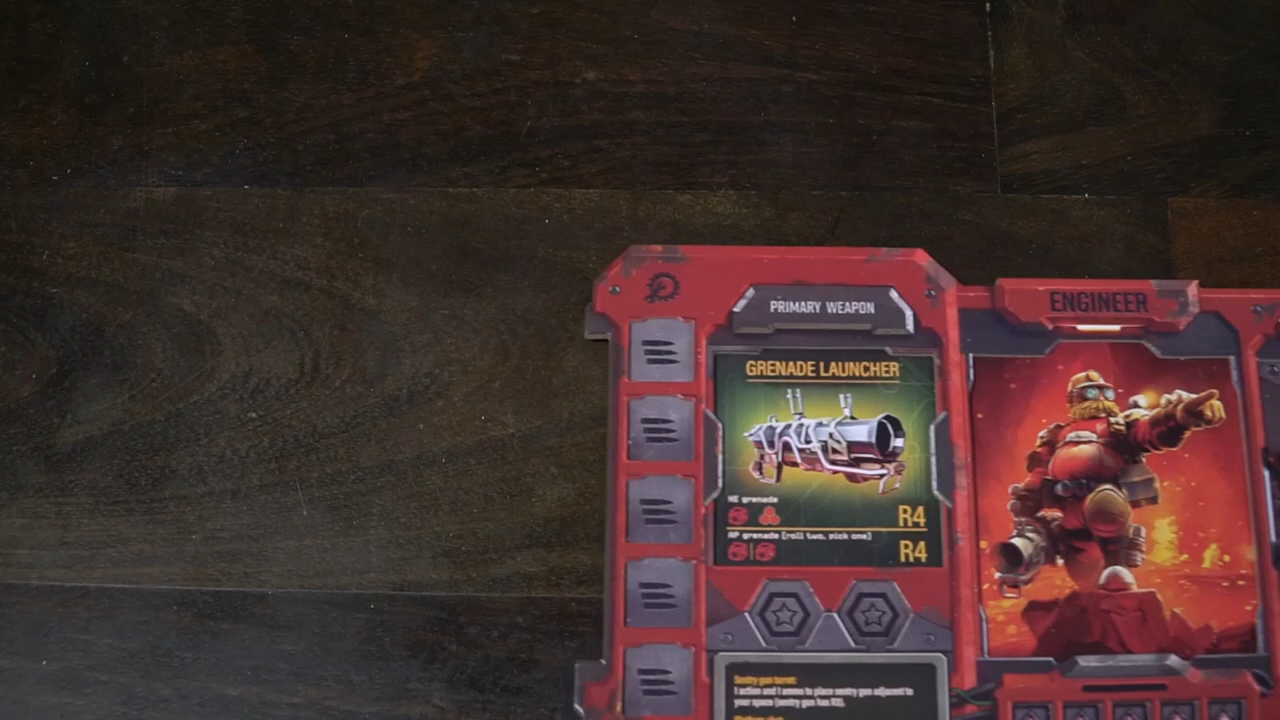 PRIMARY WEAPON
ENGINEER
GRENADE LAUNCHER
HE grenade
R4
AP grenade (roll two, pick one)
R4
Sentry gun turret:
1 action and 1 ammo to place sentry gun adjacent to
your space (sentry gun has R3).